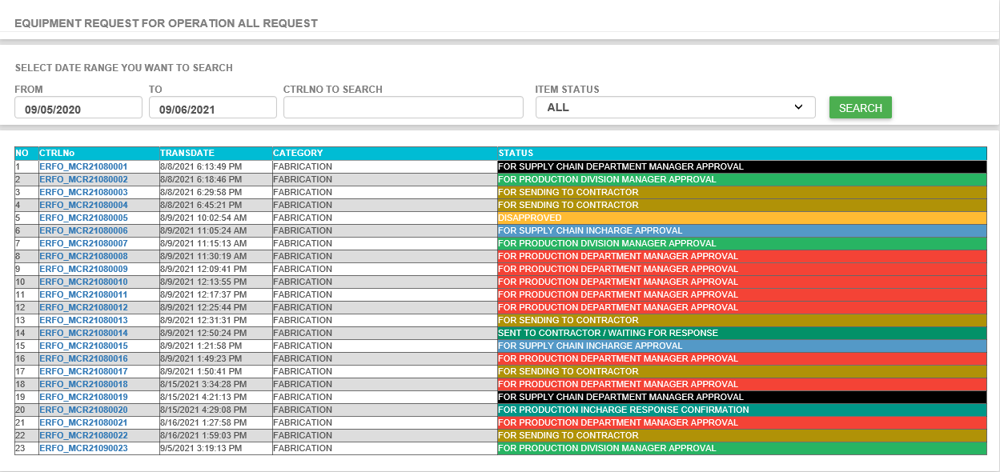 EQUIPMENT REQUEST FOR OPERATION ALL REQUEST
SELECT DATE RANGE YOU WANT TO SEARCH
FROM TO CTRLNO TO SEARCH ITEM STATUS
09/05/2020 09/06/2021 ALL SEARCH
NO CTRLNo TRANSDATE CATEGORY STATUS
1 ERFO_MCR21080001 8/8/2021 6:13:49 PM FABRICATION FOR SUPPLY CHAIN DEPARTMENT MANAGER APPROVAL
2 ERFO_MCR21080002 8/8/2021 6:18:46 PM FABRICATION FOR PRODUCTION DIVISION MANAGER APPROVAL
3 ERFO_MCR21080003 8/8/2021 6:29:58 PM FABRICATION FOR SENDING TO CONTRACTOR
4 ERFO_MCR21080004 8/8/2021 6:45:21 PM FABRICATION FOR SENDING TO CONTRACTOR
5 ERFO_MCR21080005 8/9/2021 10:02:54 AM FABRICATION DISAPPROVED
6 ERFO_MCR21080006 8/9/2021 11:05:24 AM FABRICATION FOR SUPPLY CHAIN INCHARGE APPROVAL
7 ERFO_MCR21080007 8/9/2021 11:15:13 AM FABRICATION FOR PRODUCTION DIVISION MANAGER APPROVAL
8 ERFO_MCR21080008 8/9/2021 11:30:19 AM FABRICATION FOR PRODUCTION DEPARTMENT MANAGER APPROVAL
9 ERFO_MCR21080009 8/9/2021 12:09:41 PM FABRICATION FOR PRODUCTION DEPARTMENT MANAGER APPROVAL
10 ERFO_MCR21080010 8/9/2021 12:13:55 PM FABRICATION FOR PRODUCTION DEPARTMENT MANAGER APPROVAL
11 ERFO_MCR21080011 8/9/2021 12:17:37 PM FABRICATION FOR PRODUCTION DEPARTMENT MANAGER APPROVAL
12 ERFO_MCR21080012 8/9/2021 12:25:44 PM FABRICATION FOR PRODUCTION DEPARTMENT MANAGER APPROVAL
13 ERFO_MCR21080013 8/9/2021 12:31:31 PM FABRICATION FOR SENDING TO CONTRACTOR
14 ERFO_MCR21080014 8/9/2021 12:50:24 PM FABRICATION SENT TO CONTRACTOR / WAITING FOR RESPONSE
15 ERFO_MCR21080015 8/9/2021 1:21:58 PM FABRICATION FOR SUPPLY CHAIN INCHARGE APPROVAL
16 ERFO_MCR21080016 8/9/2021 1:49:23 PM FABRICATION FOR PRODUCTION DEPARTMENT MANAGER APPROVAL
17 ERFO_MCR21080017 8/9/2021 1:50:41 PM FABRICATION FOR SENDING TO CONTRACTOR
18 ERFO_MCR21080018 8/15/2021 3:34:28 PM FABRICATION FOR PRODUCTION DEPARTMENT MANAGER APPROVAL
19 ERFO_MCR21080019 8/15/2021 4:21:13 PM FABRICATION FOR SUPPLY CHAIN DEPARTMENT MANAGER APPROVAL
20 ERFO_MCR21080020 8/15/2021 4:29:08 PM FABRICATION FOR PRODUCTION INCHARGE RESPONSE CONFIRMATION
21 ERFO_MCR21080021 8/16/2021 1:27:58 PM FABRICATION FOR PRODUCTION DEPARTMENT MANAGER APPROVAL
22 ERFO_MCR21080022 8/16/2021 1:59:03 PM FABRICATION FOR SENDING TO CONTRACTOR
23 ERFO_MCR21090023 9/5/2021 3:19:13 PM FABRICATION FOR PRODUCTION DIVISION MANAGER APPROVAL